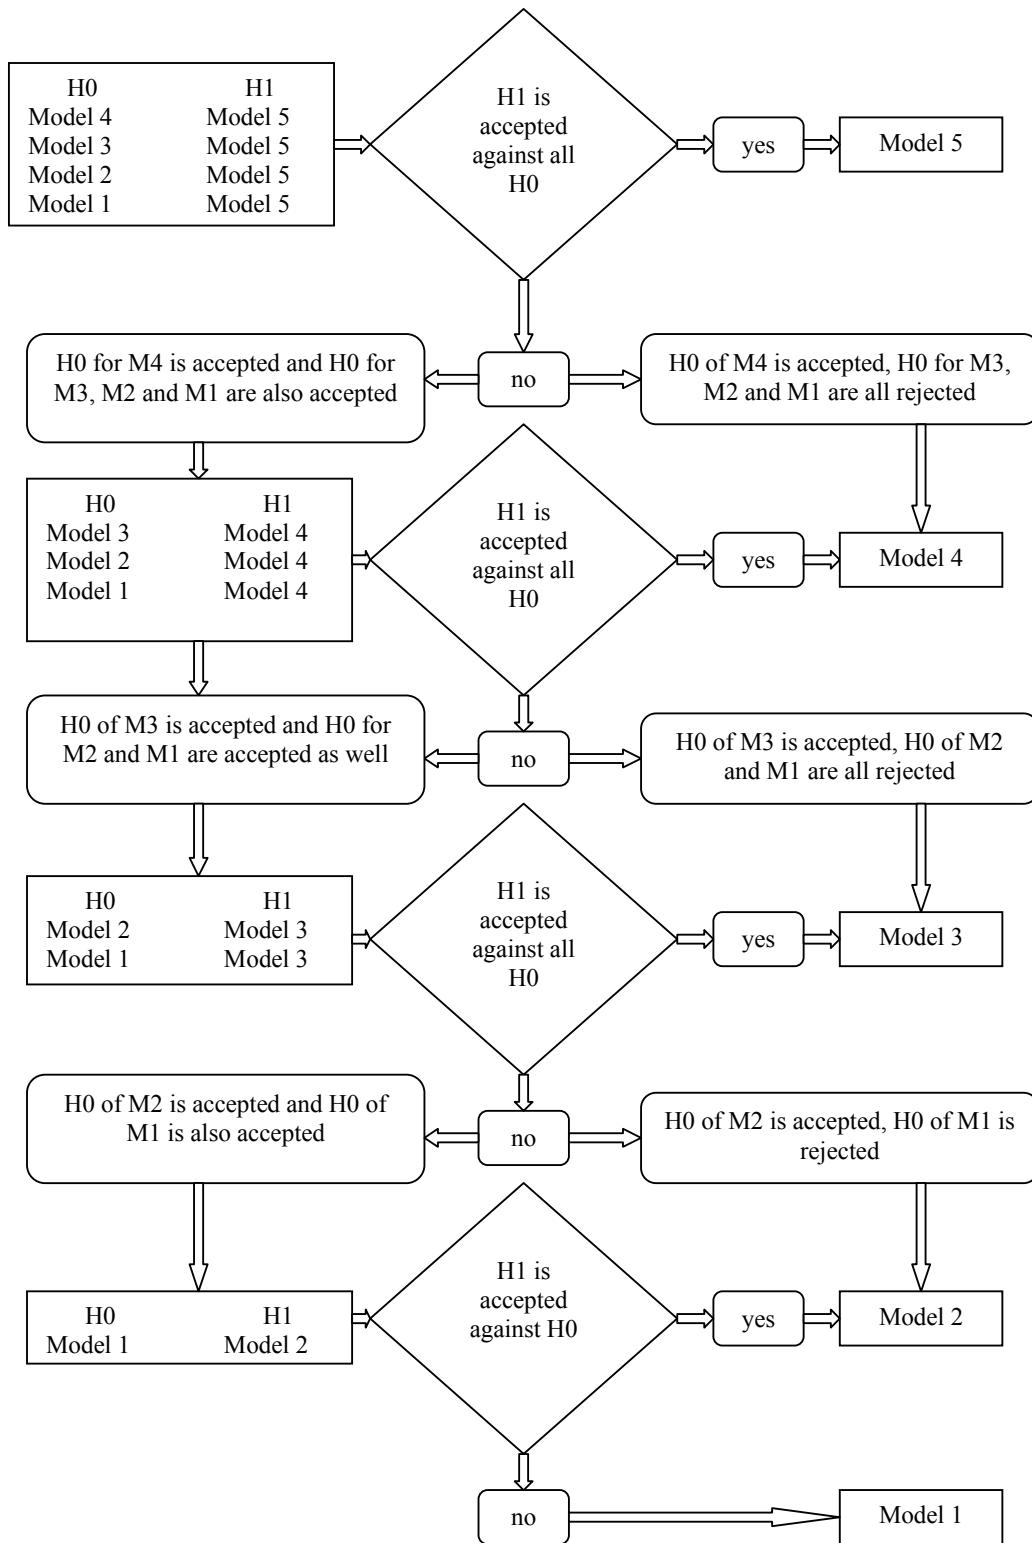 H0 H1
Model 4 Model 5
Model 3 Model 5
Model 2 Model 5
Model 1 Model 5
H1 is
accepted
against all
H0
yes
Model 5
H0 for M4 is accepted and H0 for
M3, M2 and M1 are also accepted
no
H0 of M4 is accepted, H0 for M3,
M2 and M1 are all rejected
H0 H1
Model 3 Model 4
Model 2 Model 4
Model 1 Model 4
H1 is
accepted
against all
H0
yes
Model 4
H0 of M3 is accepted and H0 for
M2 and M1 are accepted as well
no
H0 of M3 is accepted, H0 of M2
and M1 are all rejected
H0 H1
Model 2 Model 3
Model 1 Model 3
H1 is
accepted
against all
H0
yes
Model 3
H0 of M2 is accepted and H0 of
M1 is also accepted
no
H0 of M2 is accepted, H0 of M1 is
rejected
H0 H1
Model 1 Model 2
H1 is
accepted
against H0
yes
Model 2
no
Model 1